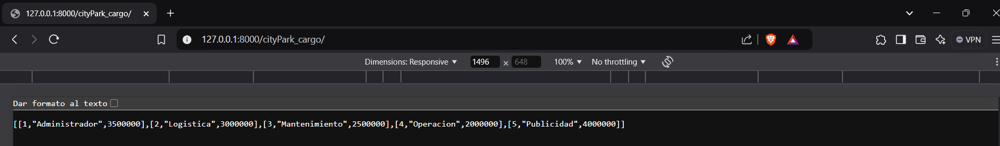 127.0.0.1:8000/cityPark_cargo/
127.0.0.1:8000/cityPark_cargo/ VPN
Dimensions: Responsive 1496 x 648 100% No throttling
Dar formato al texto
[[1,"Administrador",3500000],[2,"Logistica",3000000],[3,"Mantenimiento",2500000],[4,"Operacion",2000000],[5,"Publicidad",4000000]]